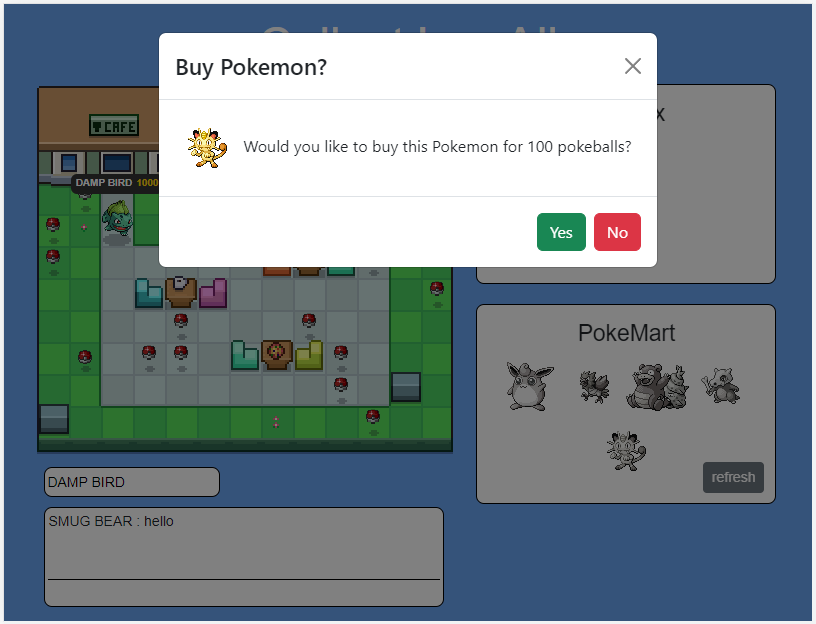 Buy Pokemon?
Would you like to buy this Pokemon for 100 pokeballs?
Yes No
CAFE
DAMP BIRD 1000
PokeMart
refresh
DAMP BIRD
SMUG BEAR : hello